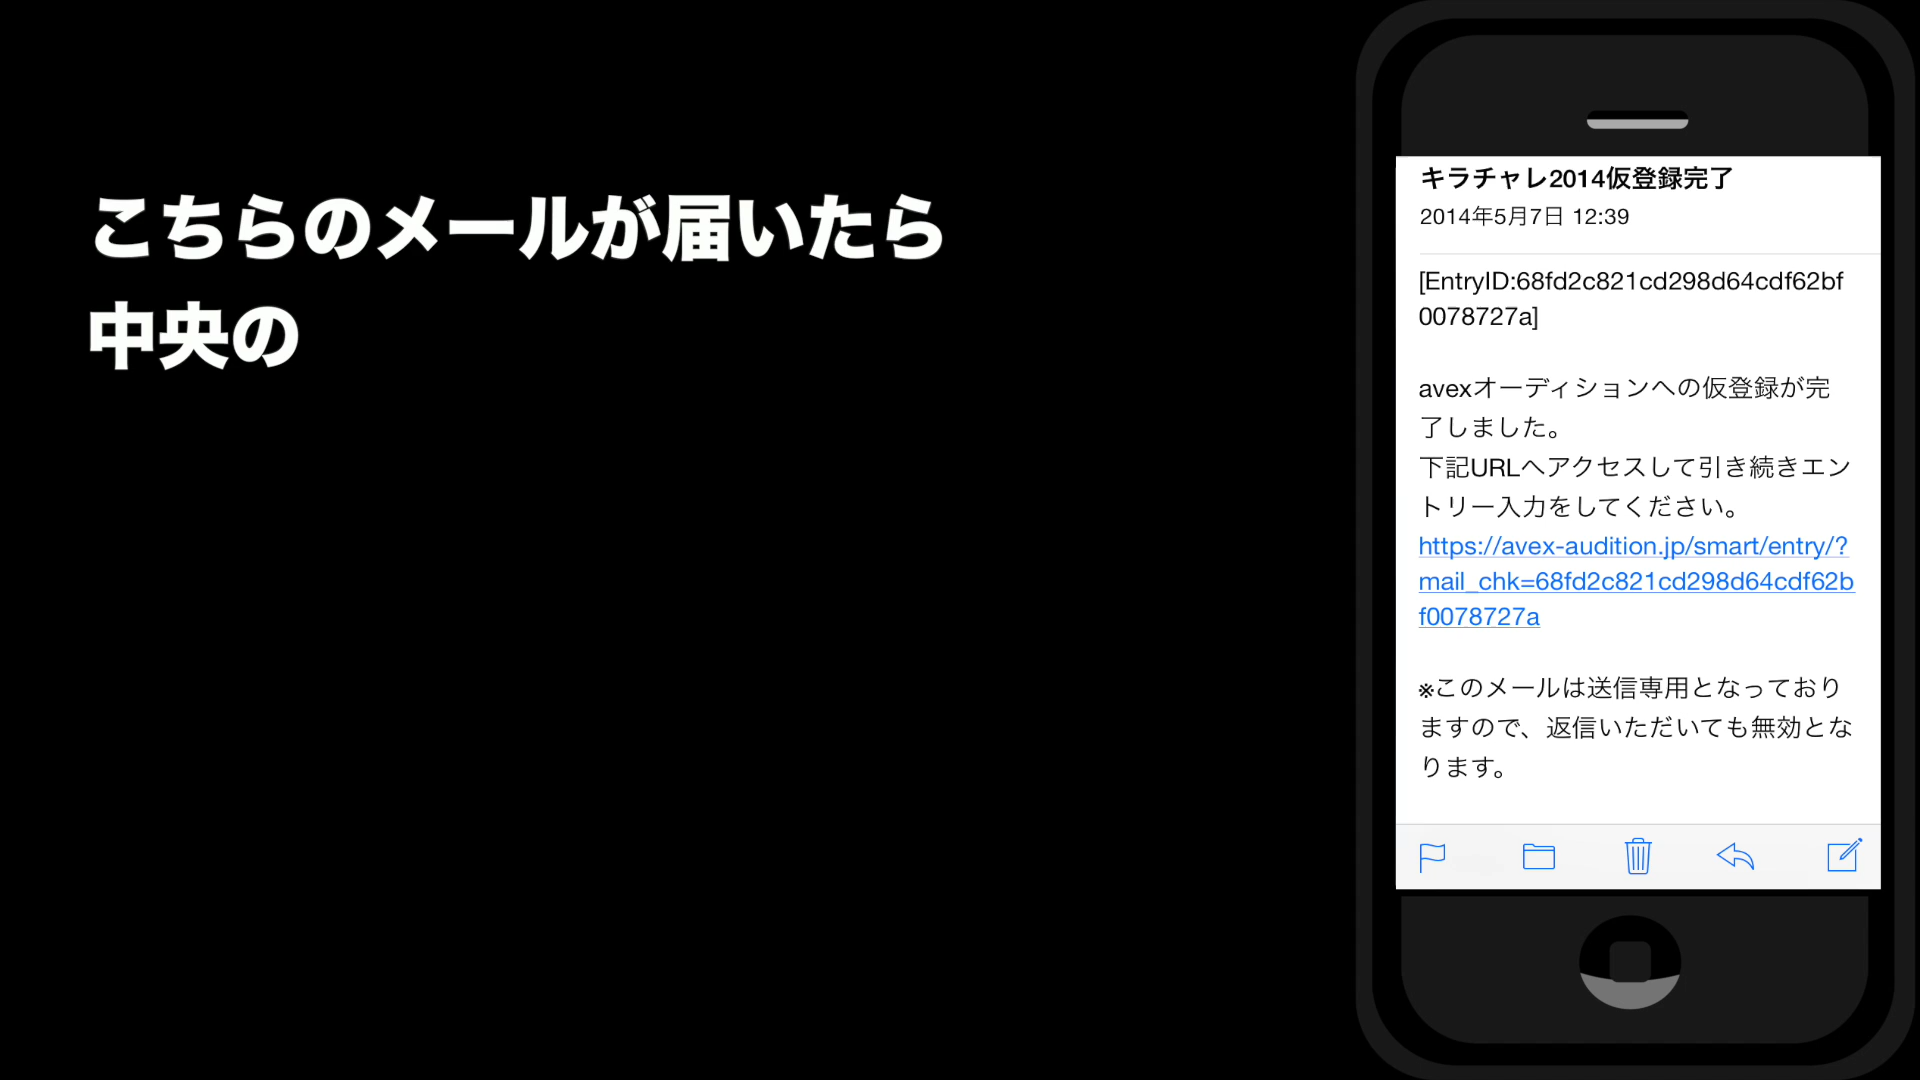 こちらのメールが届いたら
中央の
キラチャレ2014仮登録完了
2014年5月7日 12:39
[EntryID:68fd2c821cd298d64cdf62bf
0078727a]
avexオーディションへの仮登録が完
了しました。
下記URLへアクセスして引き続きエン
トリー入力をしてください。
https://avex-audition.jp/smart/entry/?
mail_chk=68fd2c821cd298d64cdf62b
f0078727a
※このメールは送信専用となっており
ますので、返信いただいても無効とな
ります。